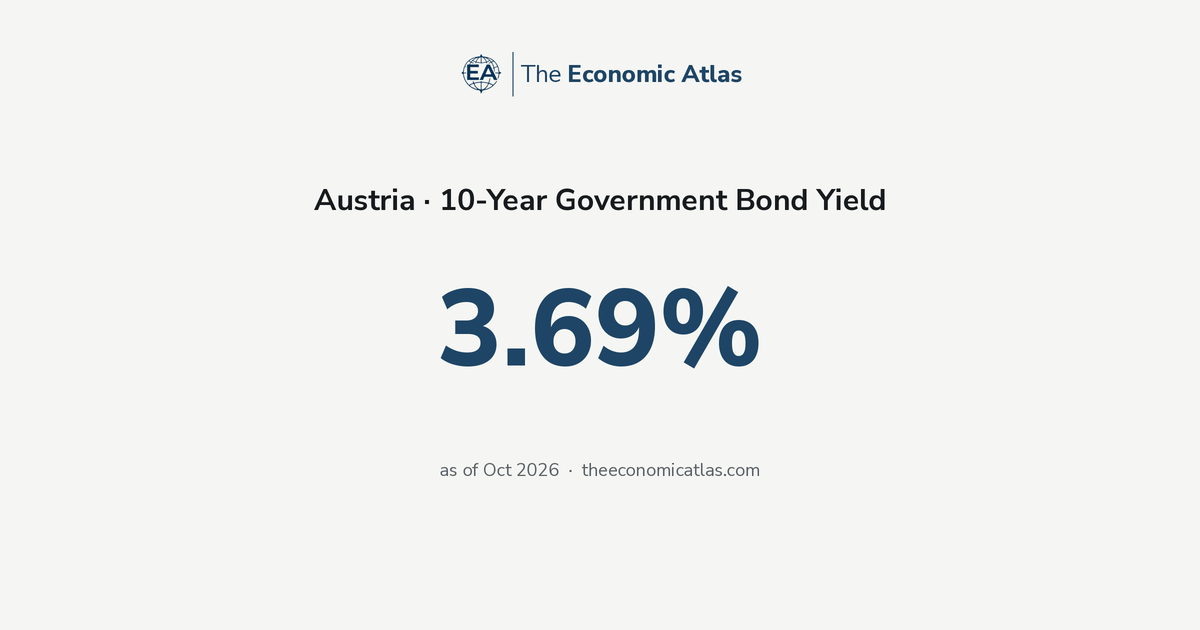 EA The Economic Atlas
Austria · 10-Year Government Bond Yield
3.69%
as of Oct 2026 · theeconomicatlas.com